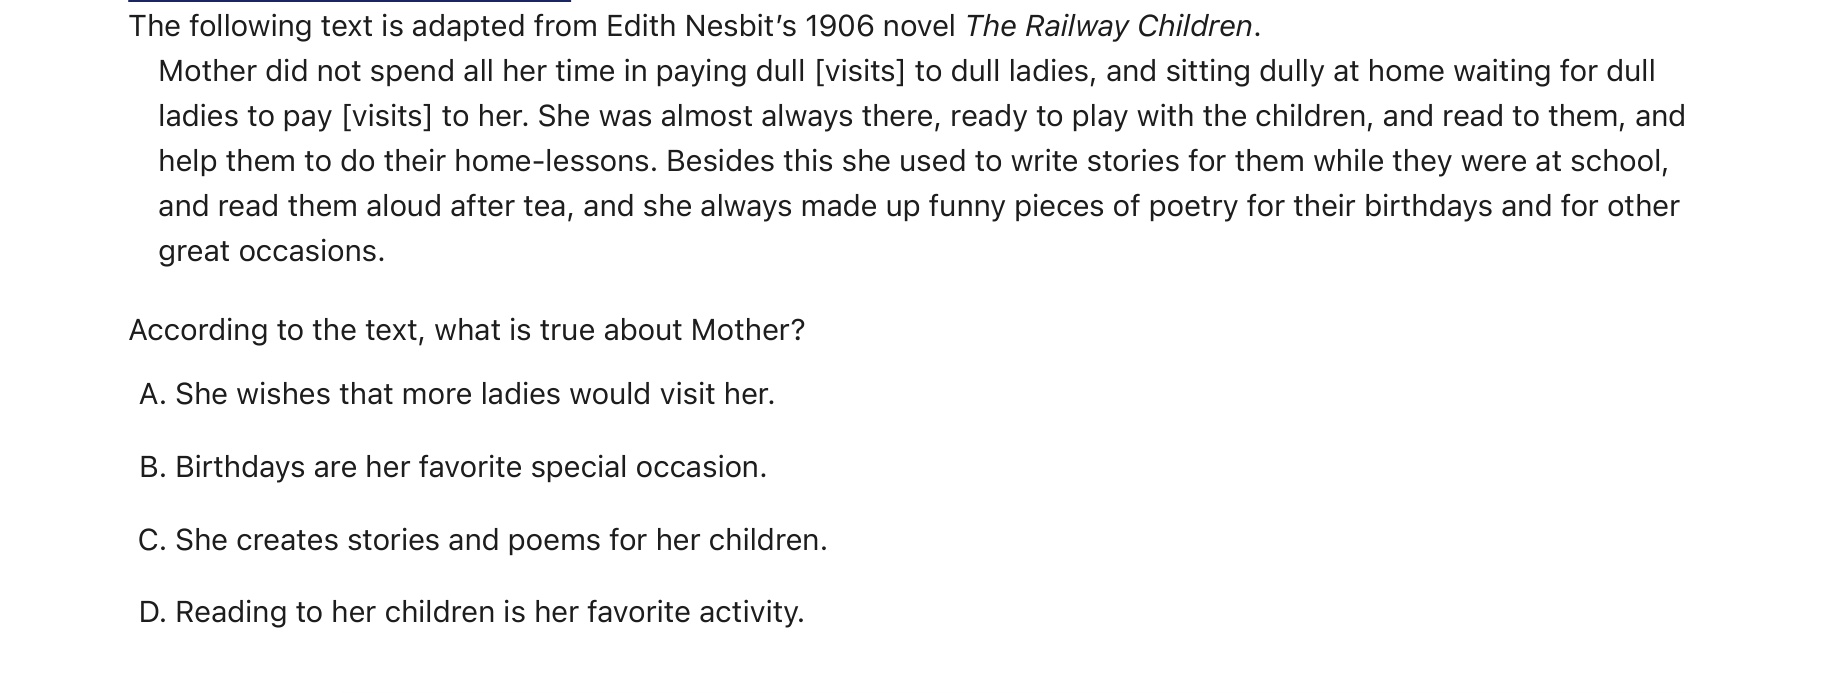 The following text is adapted from Edith Nesbit’s 1906 novel The Railway Children.
Mother did not spend all her time in paying dull [visits] to dull ladies, and sitting dully at home waiting for dull
ladies to pay [visits] to her. She was almost always there, ready to play with the children, and read to them, and
help them to do their home-lessons. Besides this she used to write stories for them while they were at school,
and read them aloud after tea, and she always made up funny pieces of poetry for their birthdays and for other
great occasions.
According to the text, what is true about Mother?
A. She wishes that more ladies would visit her.
B. Birthdays are her favorite special occasion.
C. She creates stories and poems for her children.
D. Reading to her children is her favorite activity.